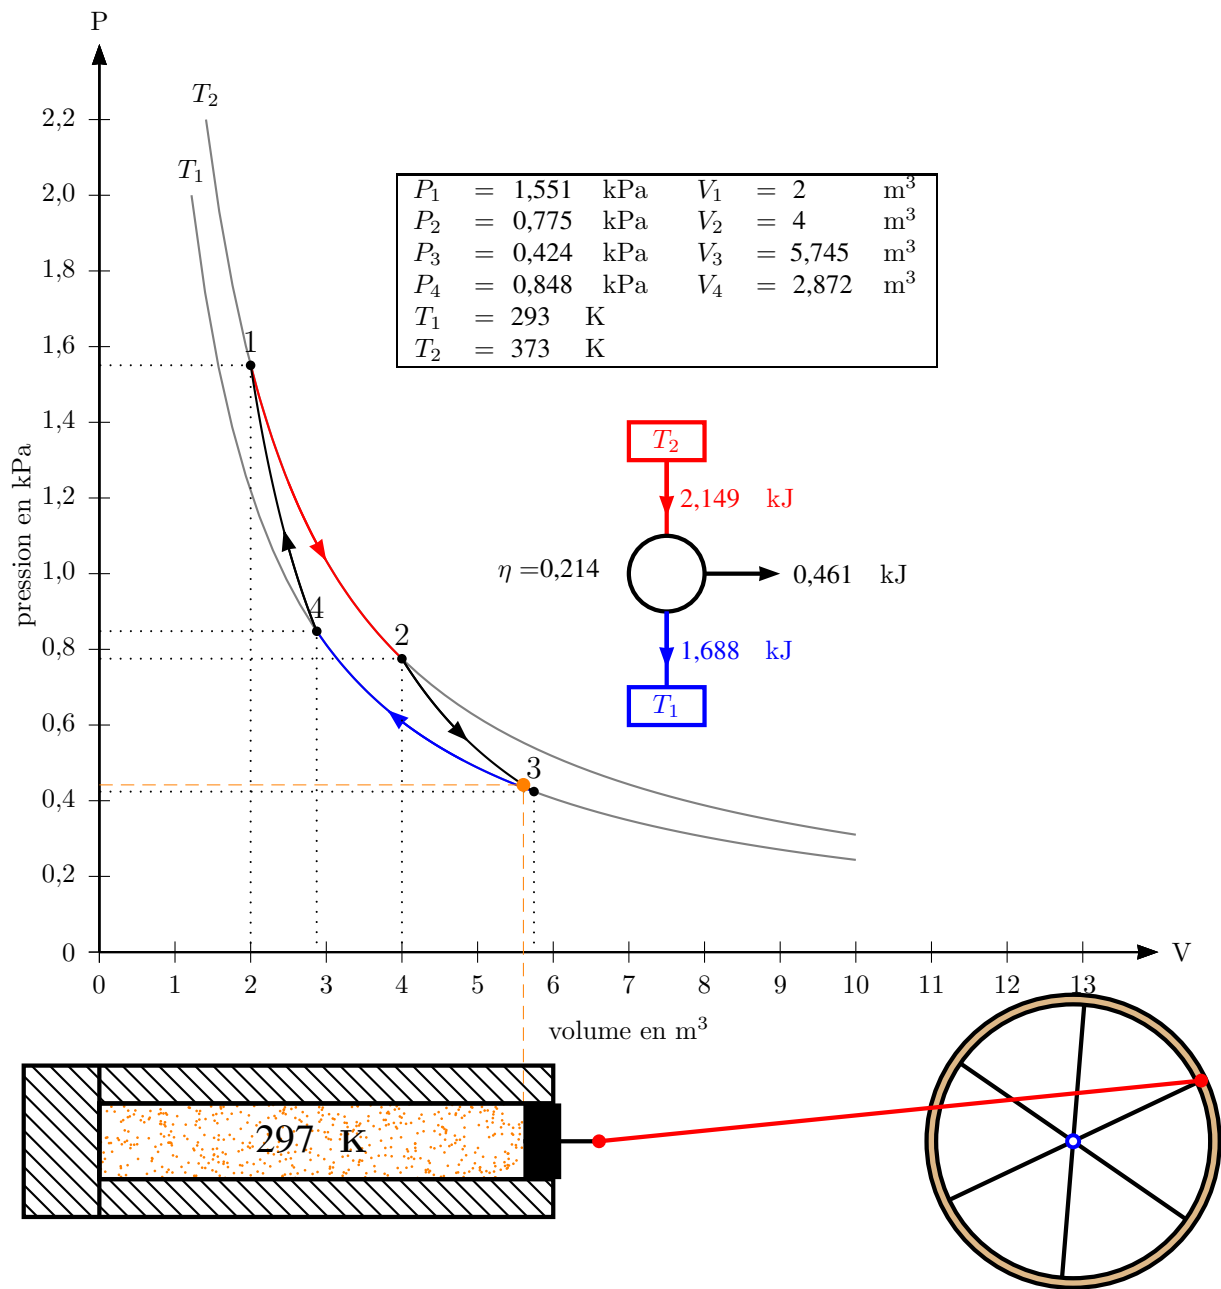 P
T₂
2,2
T₁
2,0
P₁ = 1,551 kPa V₁ = 2 m³
P₂ = 0,775 kPa V₂ = 4 m³
P₃ = 0,424 kPa V₃ = 5,745 m³
P₄ = 0,848 kPa V₄ = 2,872 m³
T₁ = 293 K
T₂ = 373 K
1,8
1,6
1
1,4
T₂
1,2
2,149 kJ
pression en kPa
1,0
η =0,214
0,461 kJ
4
2
0,8
1,688 kJ
T₁
0,6
3
0,4
0,2
0
V
0 1 2 3 4 5 6 7 8 9 10 11 12 13
volume en m³
297 K